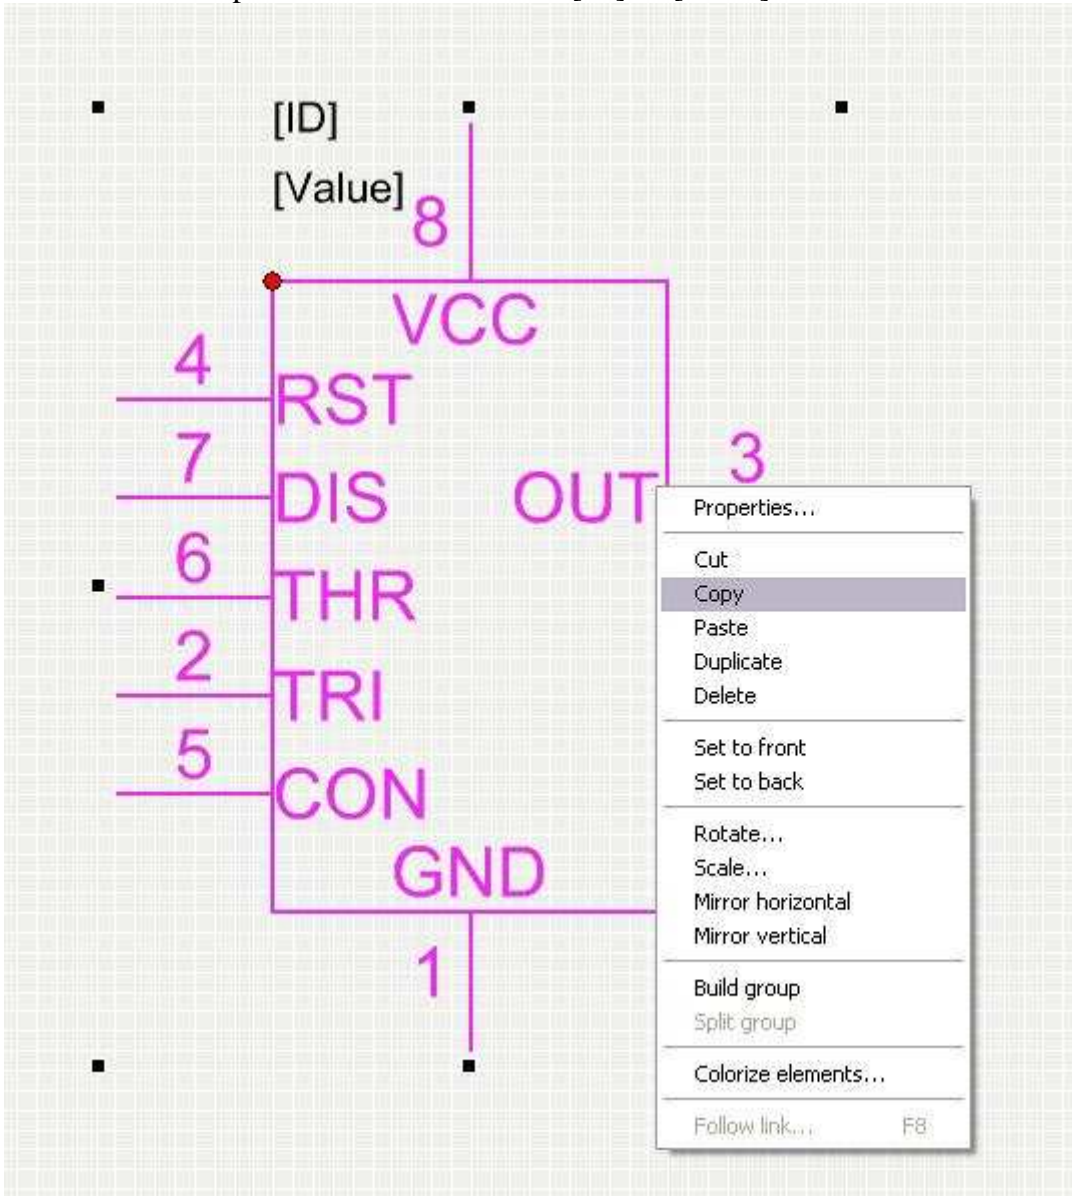 [ID]
[Value]
8
VCC
4
RST
7
DIS
OUT
3
6
THR
2
TRI
5
CON
GND
1
Properties...
Cut
Copy
Paste
Duplicate
Delete
Set to front
Set to back
Rotate...
Scale...
Mirror horizontal
Mirror vertical
Build group
Split group
Colorize elements...
Follow link... F8